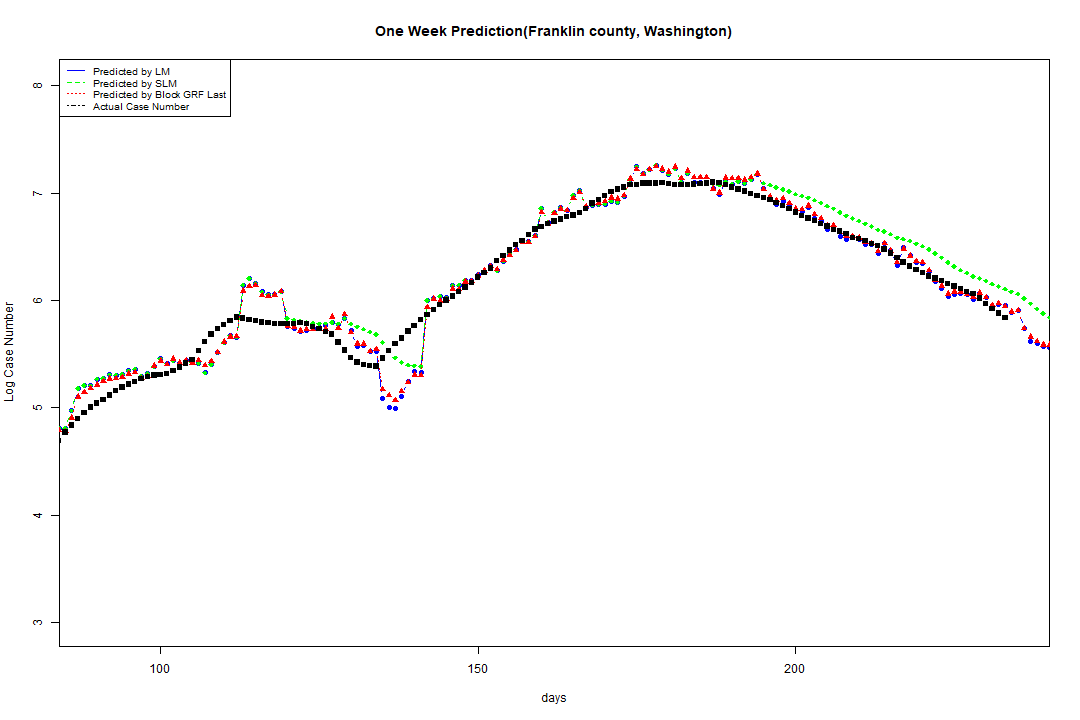 One Week Prediction(Franklin county, Washington)
Predicted by LM
Predicted by SLM
Predicted by Block GRF Last
Actual Case Number
8
7
6
5
4
3
Log Case Number
100
150
200
days